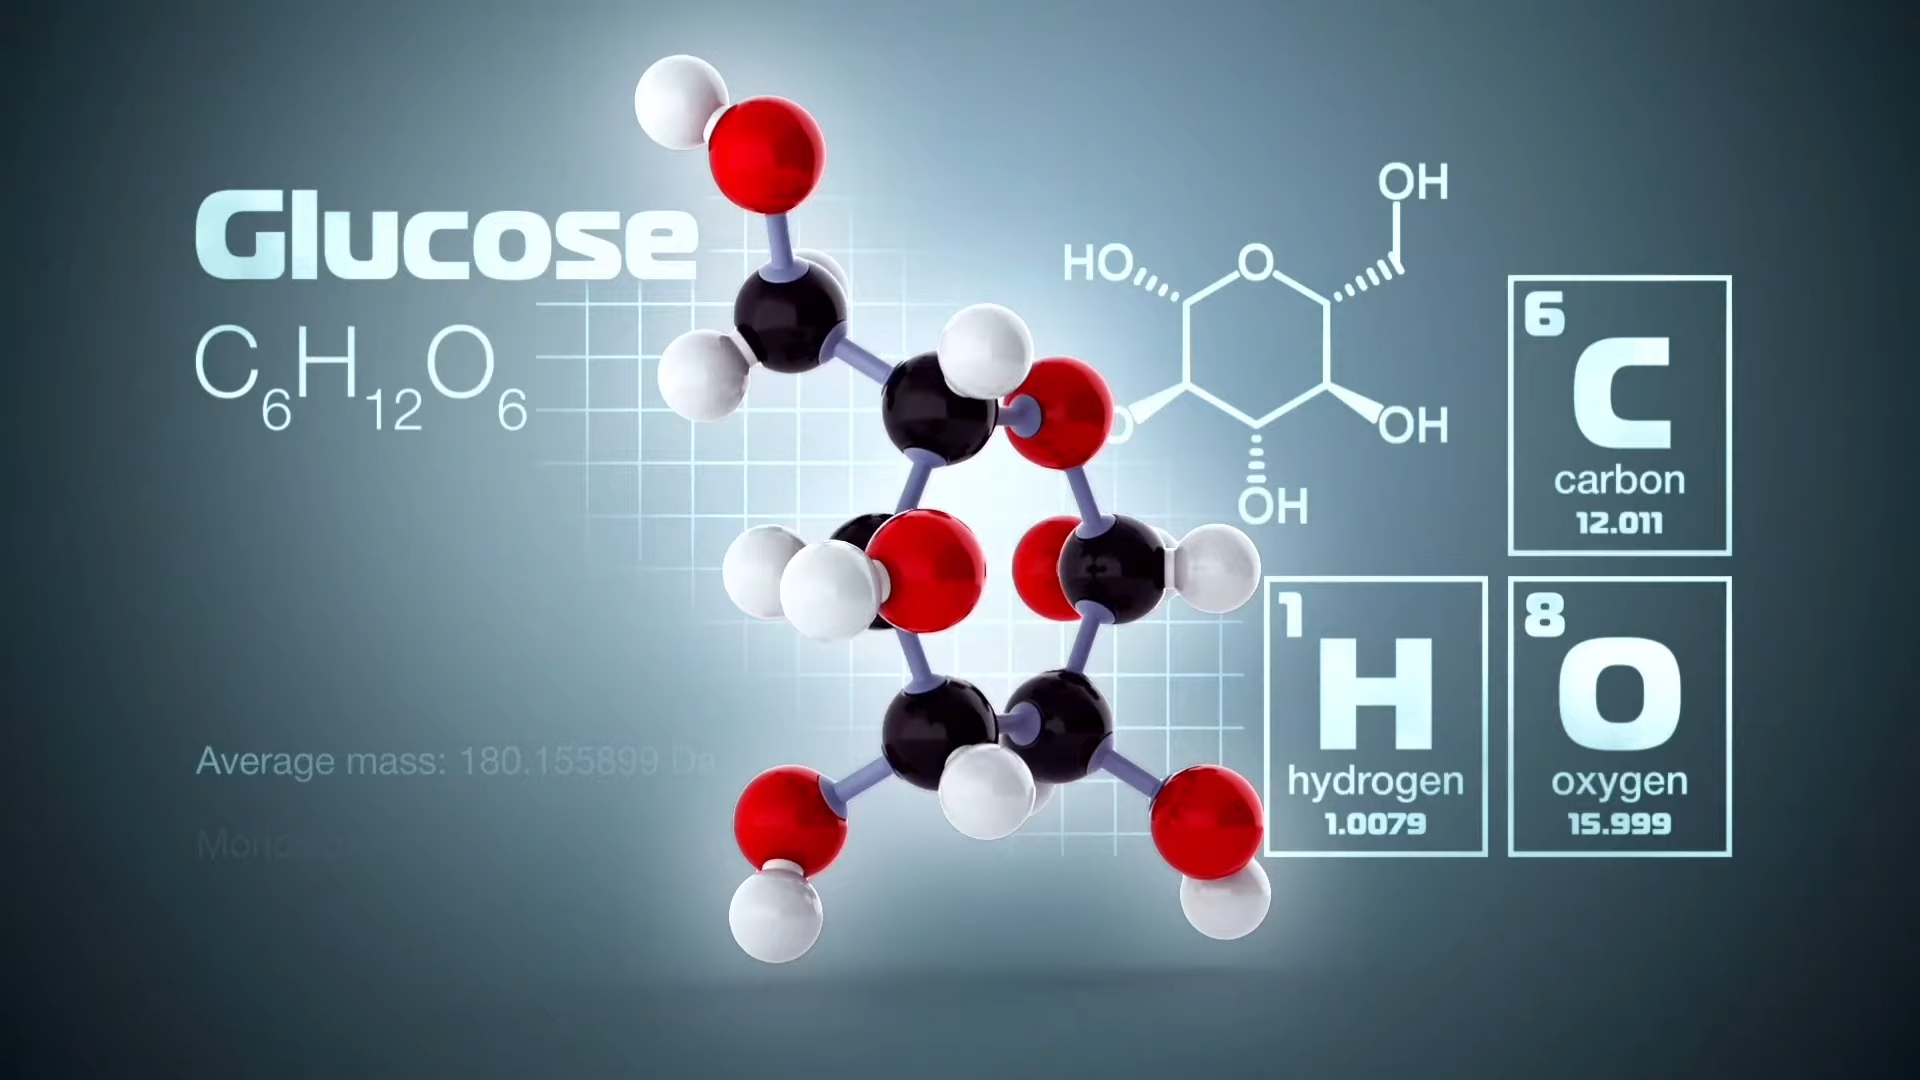 Glucose
C6H12O6
Average mass: 180.155899 Da
OH
HO
O
O
OH
OH
6
C
carbon
12.011
1
H
hydrogen
1.0079
8
O
oxygen
15.999